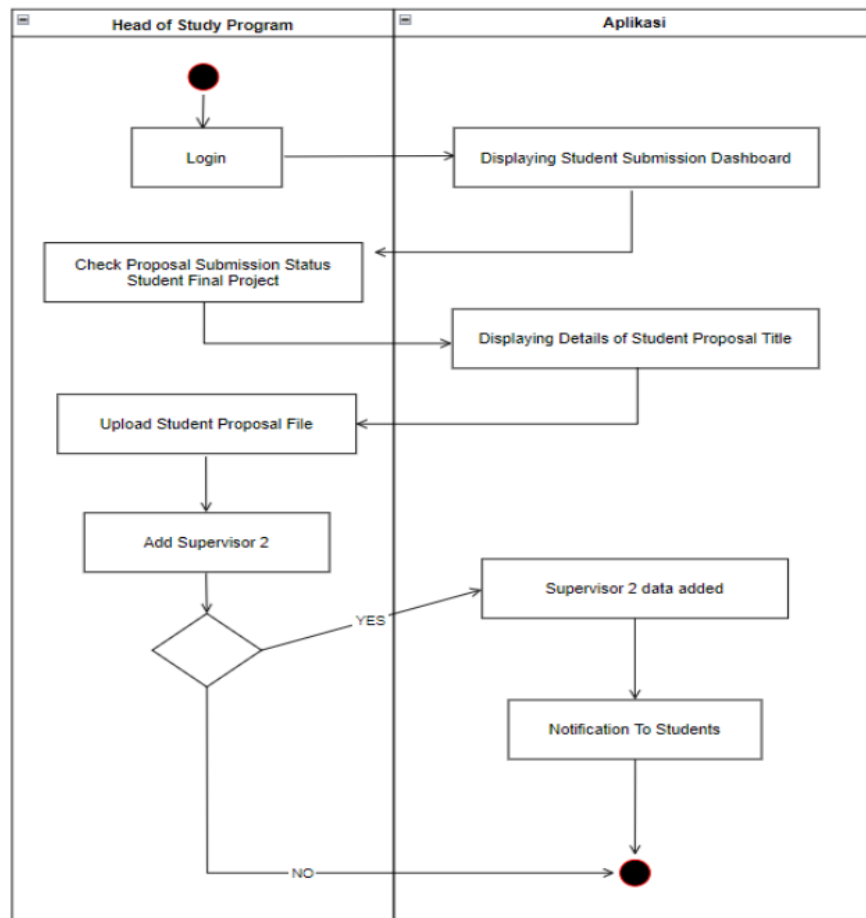 Head of Study Program
Aplikasi
Login
Displaying Student Submission Dashboard
Check Proposal Submission Status
Student Final Project
Displaying Details of Student Proposal Title
Upload Student Proposal File
Add Supervisor 2
Supervisor 2 data added
YES
Notification To Students
NO